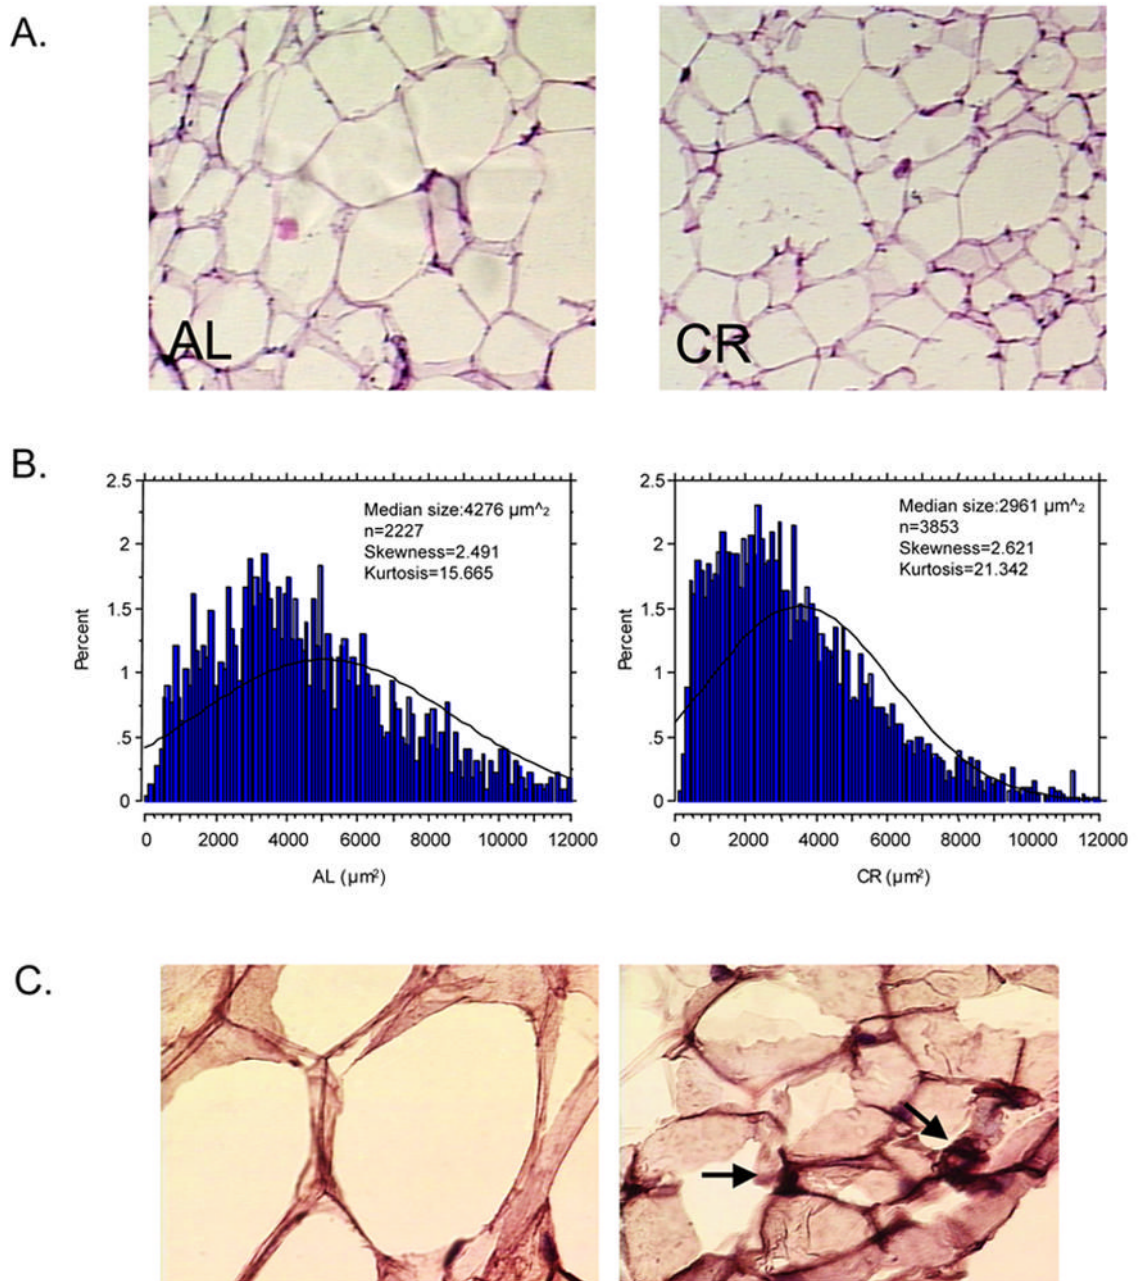 A.
AL
CR
B.
2.5
2
1.5
1
.5
0
Percent
Median size:4276 µm^2
n=2227
Skewness=2.491
Kurtosis=15.665
0 2000 4000 6000 8000 10000 12000
AL (µm²)
2.5
2
1.5
1
.5
0
Percent
Median size:2961 µm^2
n=3853
Skewness=2.621
Kurtosis=21.342
0 2000 4000 6000 8000 10000 12000
CR (µm²)
C.